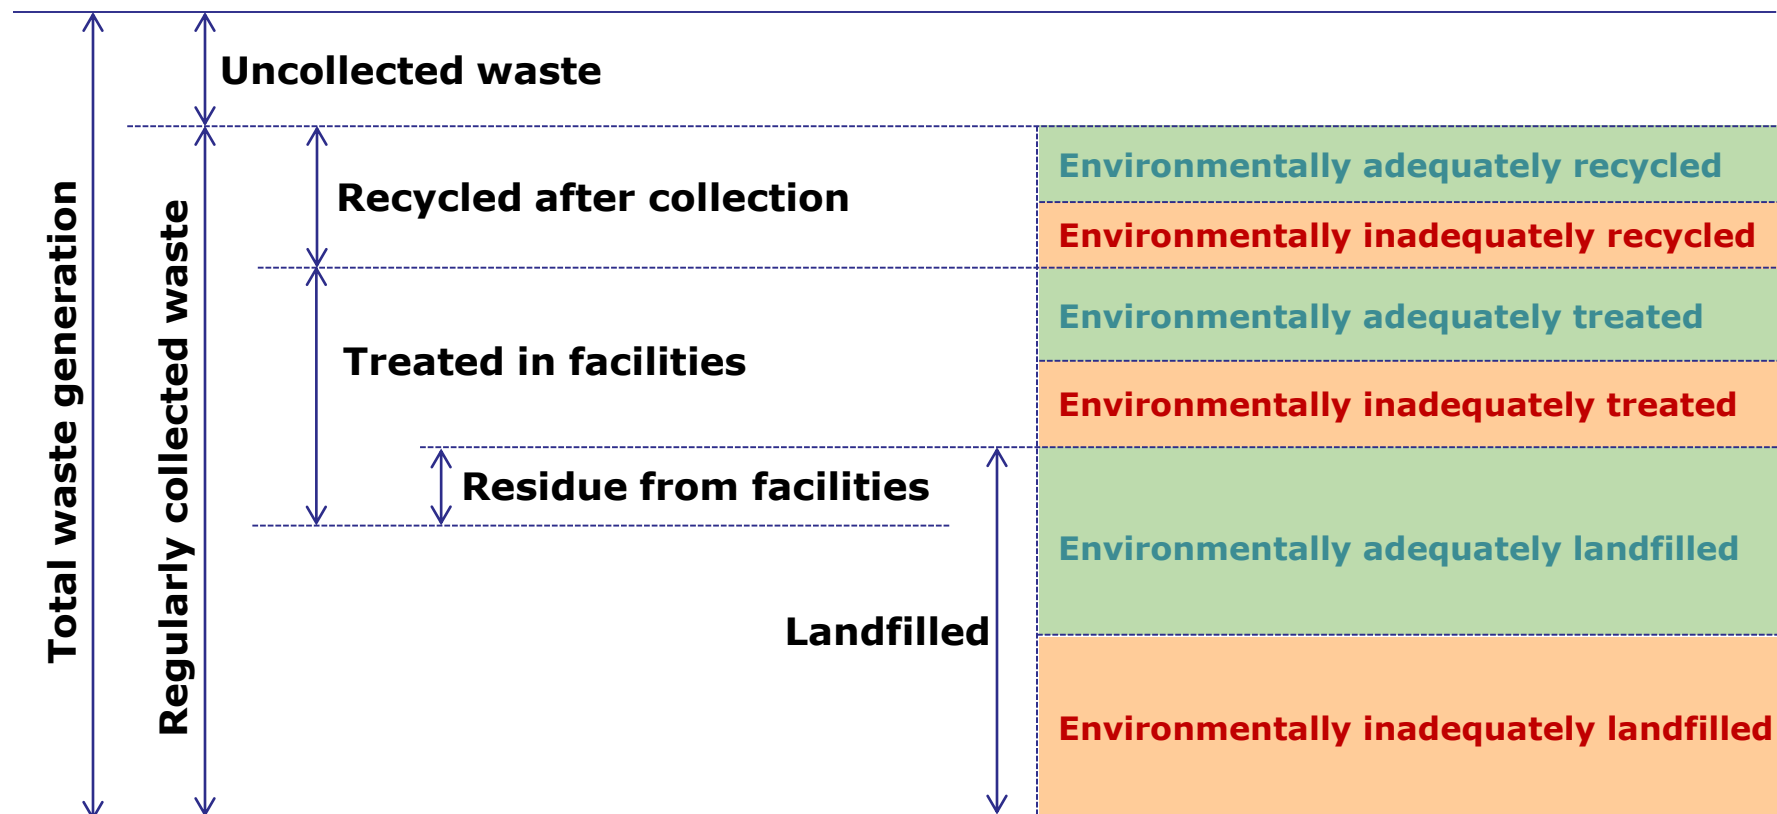 Total waste generation
Regularly collected waste
Uncollected waste
Recycled after collection
Treated in facilities
Residue from facilities
Landfilled
Environmentally adequately recycled
Environmentally inadequately recycled
Environmentally adequately treated
Environmentally inadequately treated
Environmentally adequately landfilled
Environmentally inadequately landfilled